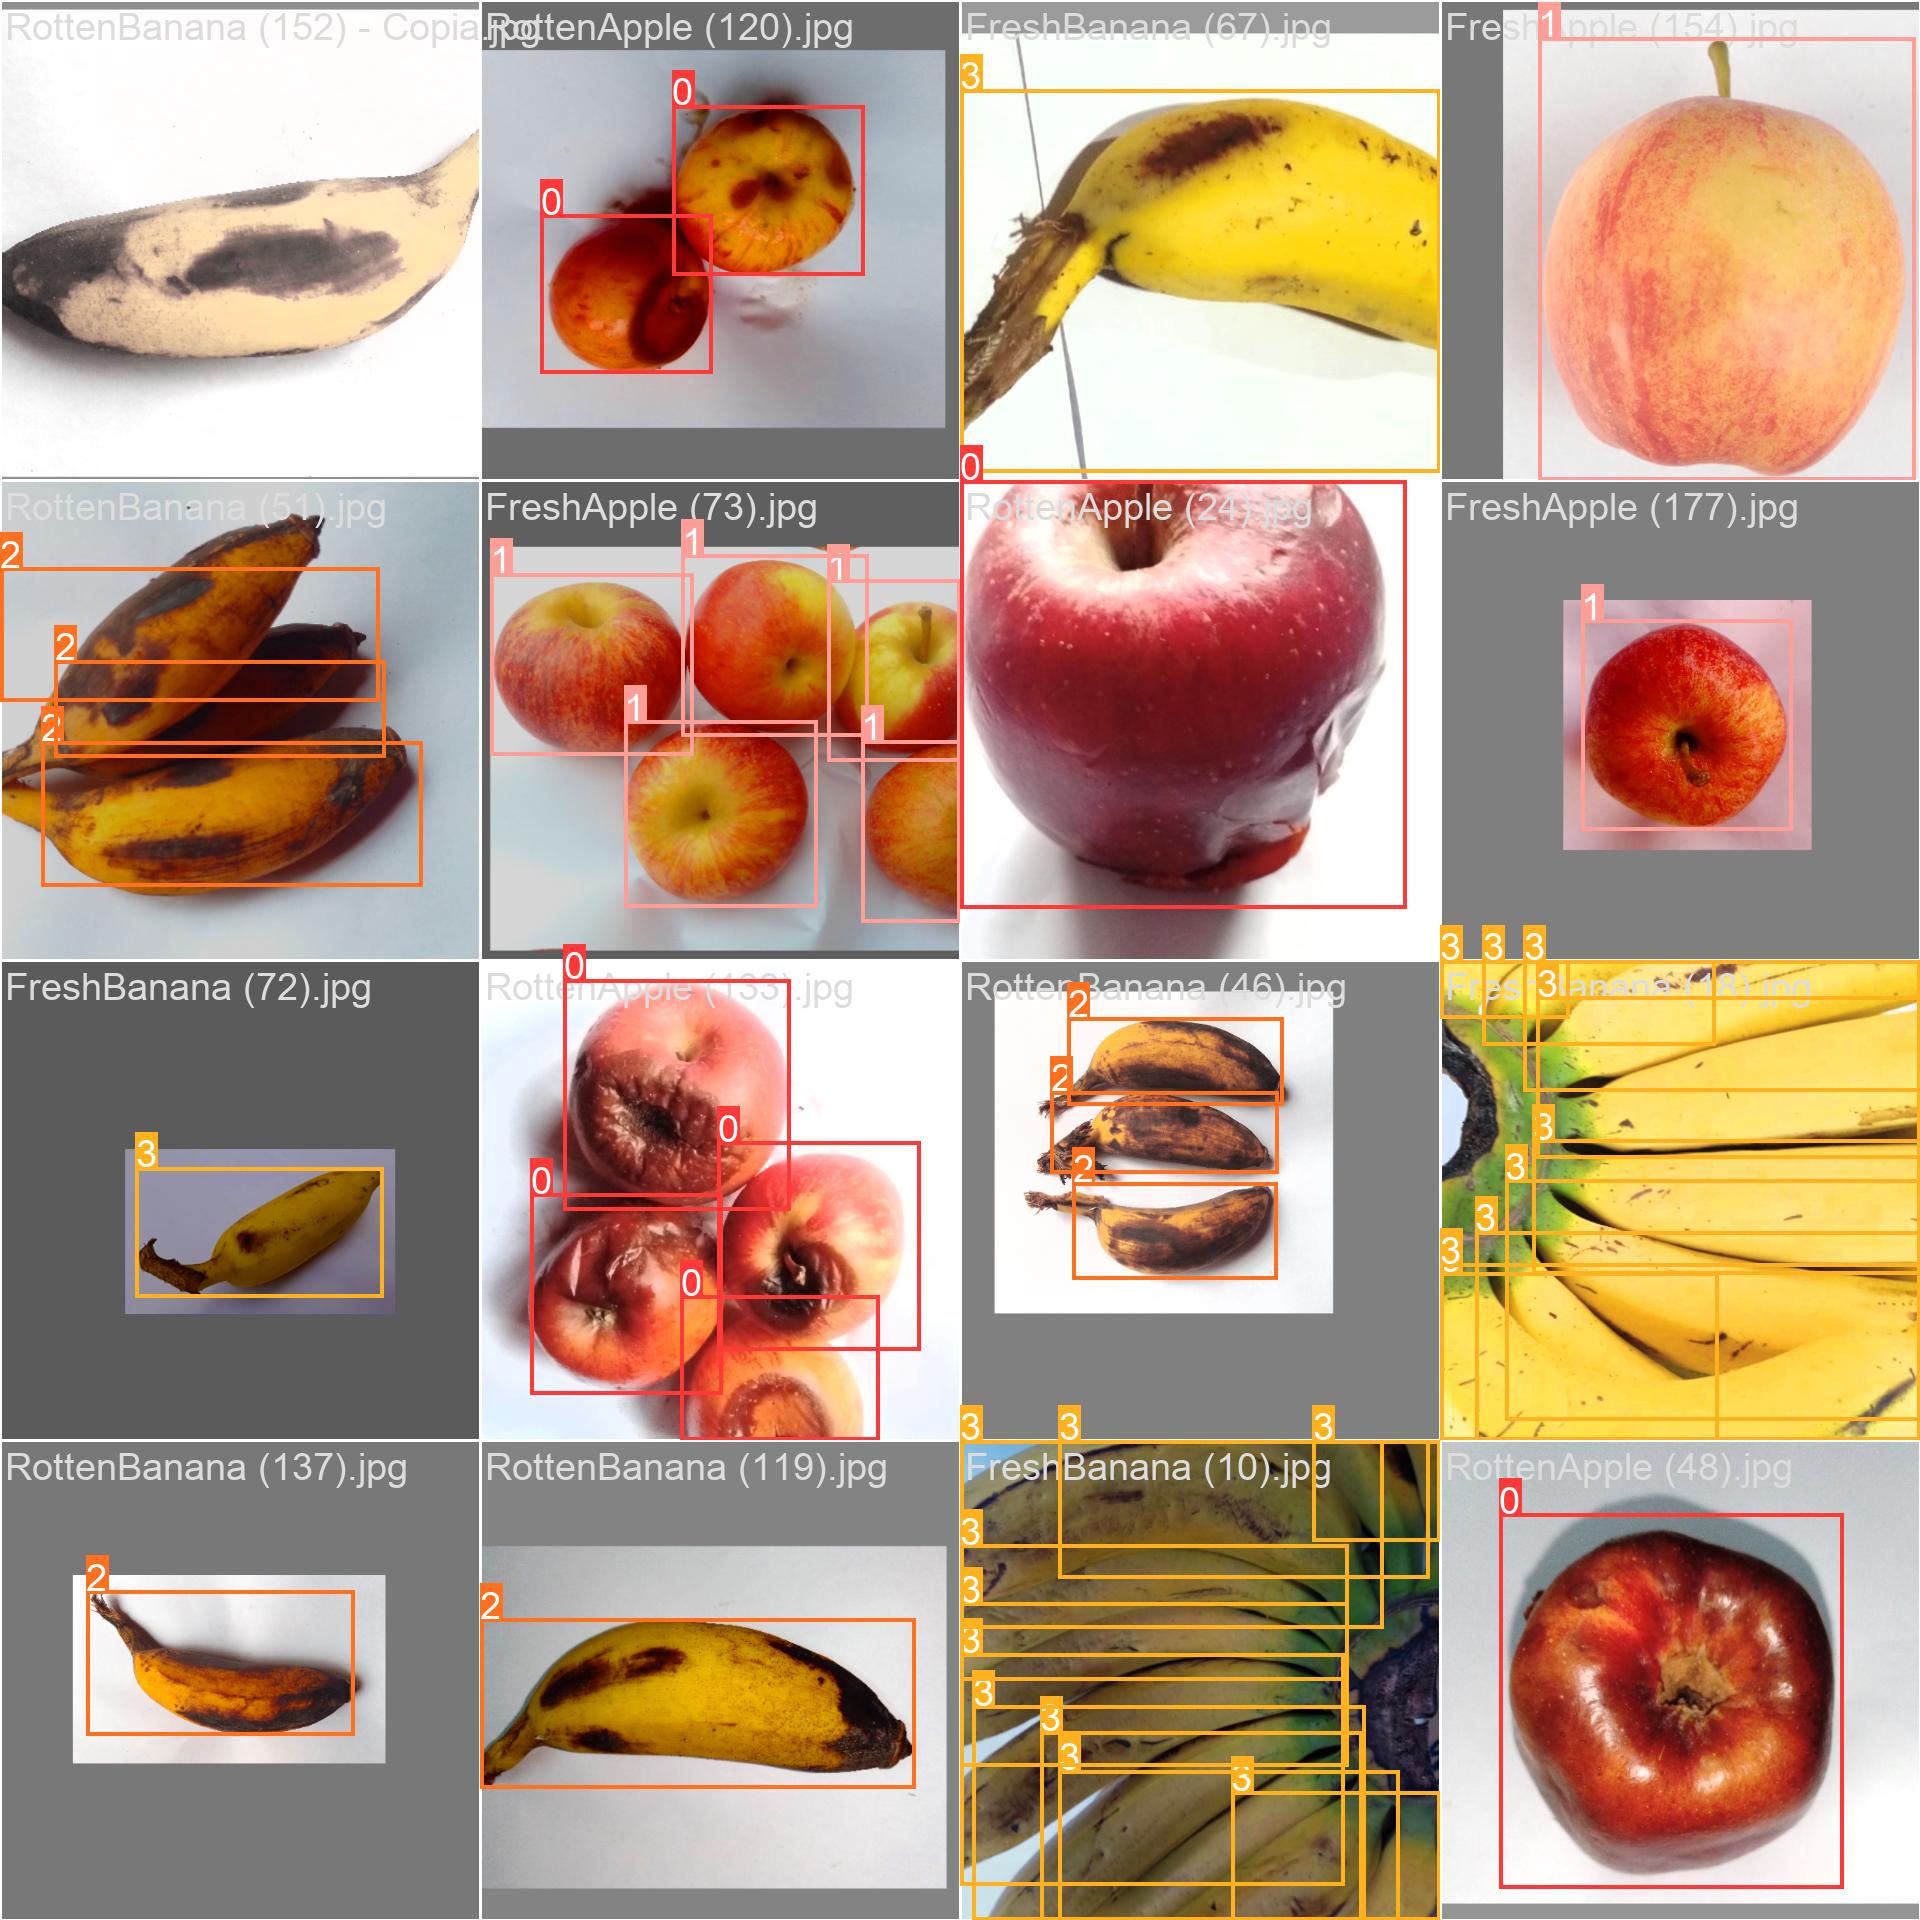 RottenBanana (152) - Copia.jpg
RottenApple (120).jpg
0
0
FreshBanana (67).jpg
3
FreshApple (154).jpg
1
RottenBanana (51).jpg
2
2
2
FreshApple (73).jpg
1
1
1
1
1
RottenApple (24).jpg
0
FreshApple (177).jpg
1
FreshBanana (72).jpg
3
RottenApple (133).jpg
0
0
0
0
RottenBanana (46).jpg
2
2
2
FreshBanana (18).jpg
3
3
3
3
3
3
3
3
RottenBanana (137).jpg
2
RottenBanana (119).jpg
2
FreshBanana (10).jpg
3
3
3
3
3
3
3
3
3
3
RottenApple (48).jpg
0